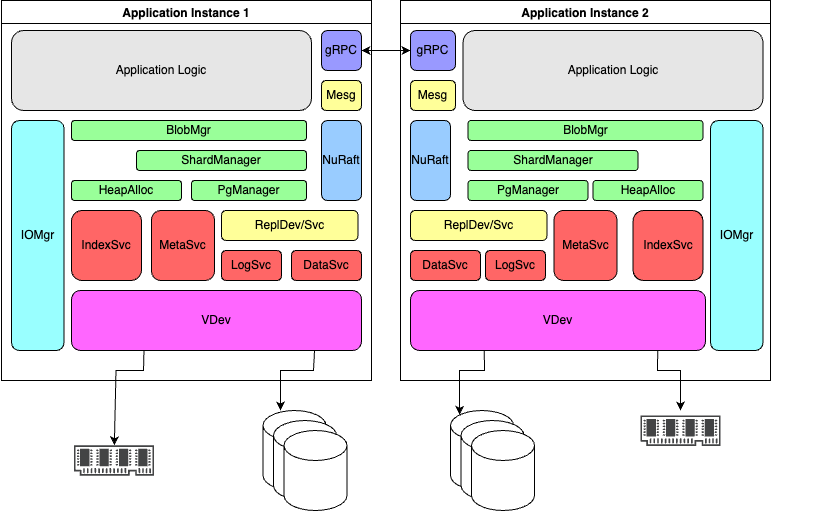 Application Instance 1
Application Logic
gRPC
Mesg
BlobMgr
ShardManager
NuRaft
HeapAlloc
PgManager
IOMgr
IndexSvc
MetaSvc
ReplDev/Svc
LogSvc
DataSvc
VDev
Application Instance 2
gRPC
Application Logic
Mesg
NuRaft
BlobMgr
ShardManager
PgManager
HeapAlloc
ReplDev/Svc
MetaSvc
IndexSvc
IOMgr
DataSvc
LogSvc
VDev